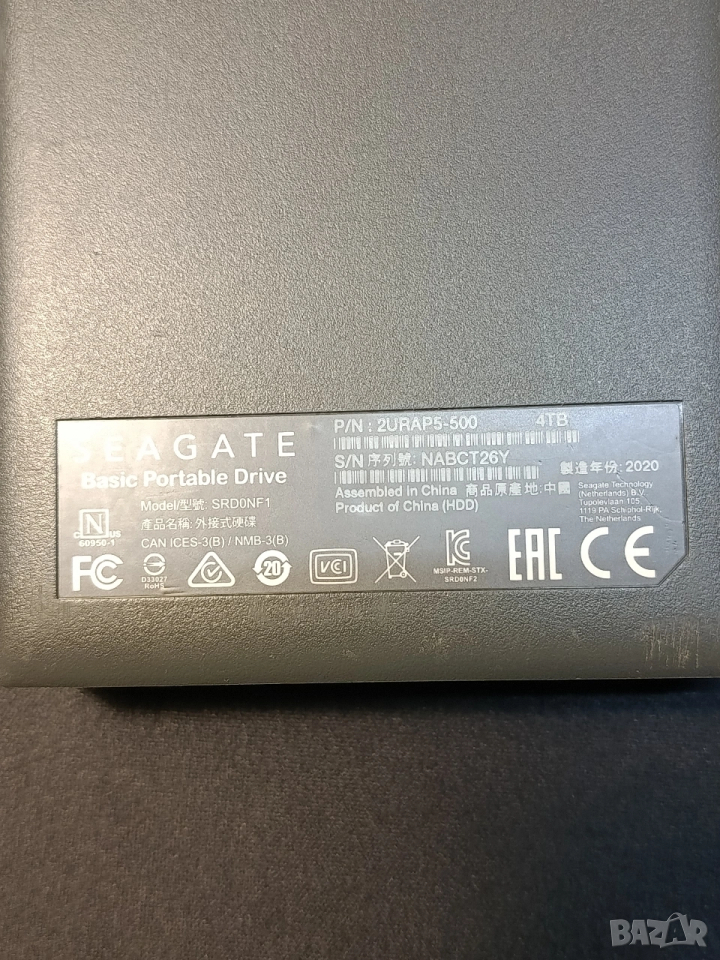 SEAGATE
Basic Portable Drive
Model/型號: SRD0NF1
產品名稱: 外接式硬碟
CAN ICES-3(B) / NMB-3(B)
N
C US
60950-1
FC
D33027
RoHS
20
VCI
MSIP-REM-STX-
SRD0NF2
EAC
CE
P/N : 2URAP5-500 4TB
S/N 序列號: NABCT26Y
製造年份: 2020
Assembled in China 商品原產地: 中國
Product of China (HDD)
Seagate Technology
(Netherlands) B.V.
Tupolevlaan 105,
1119 PA Schiphol-Rijk,
The Netherlands
BAZAR